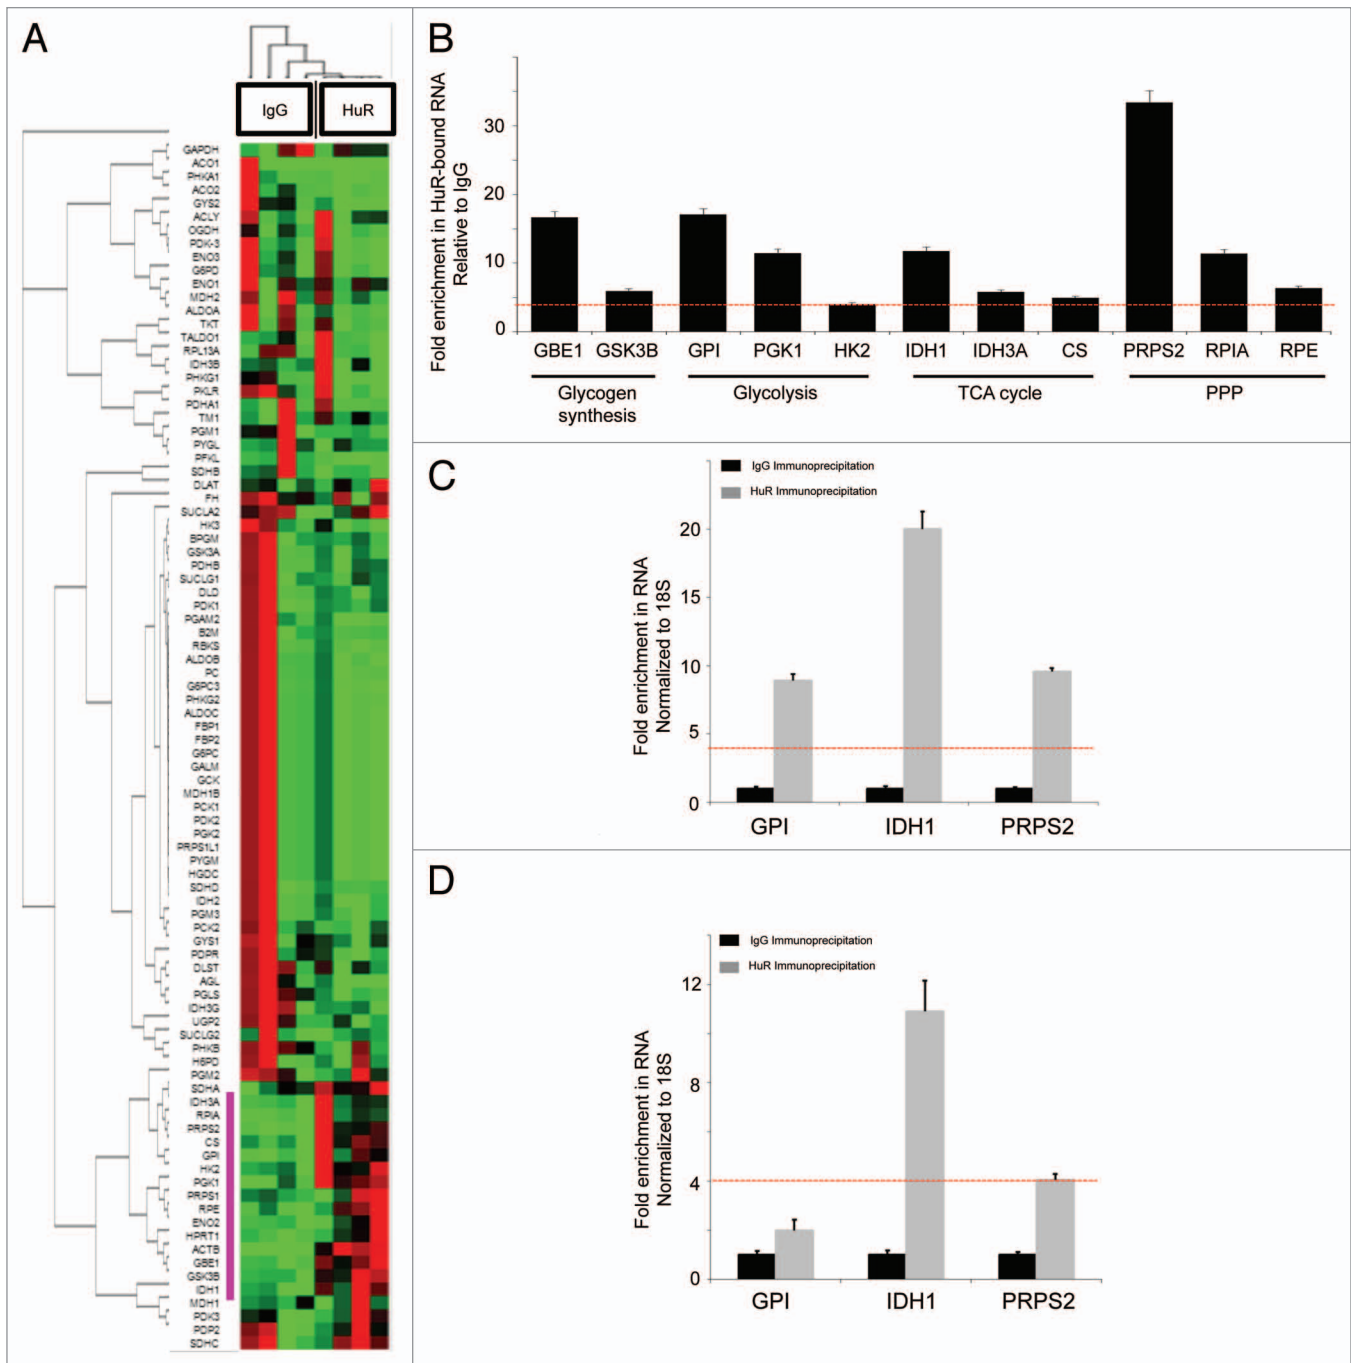 A
IgG
HuR
GAPDH
ACO1
PHKA1
ACO2
GYS2
ACLY
OGDH
PDK-3
ENO3
G6PD
ENO1
MDH2
ALDOA
TKT
TALDO1
RPL13A
IDH3B
PHKG1
PKLR
PDHA1
TM1
PGM1
PYGL
PFKL
SDHB
DLAT
FH
SUCLA2
HK3
BPGM
GSK3A
PDHB
SUCLG1
DLD
PDK1
PGAM2
B2M
RBKS
ALDOB
PC
G6PC3
PHKG2
ALDOC
FBP1
FBP2
G6PC
GALM
GCK
MDH1B
PCK1
PDK2
PGK2
PRPS1L1
PYGM
HGDC
SDHD
IDH2
PGM3
PCK2
GYS1
PDPR
DLST
AGL
PGLS
IDH3G
UGP2
SUCLG2
PHKB
H6PD
PGM2
SDHA
IDH3A
RPIA
PRPS2
CS
GPI
HK2
PGK1
PRPS1
RPE
ENO2
HPRT1
ACTB
GBE1
GSK3B
IDH1
MDH1
PDK3
PDP2
SDHC
B
Fold enrichment in HuR-bound RNA
Relative to IgG
30
20
10
0
GBE1 GSK3B GPI PGK1 HK2 IDH1 IDH3A CS PRPS2 RPIA RPE
Glycogen synthesis
Glycolysis
TCA cycle
PPP
C
IgG Immunoprecipitation
HuR Immunoprecipitation
Fold enrichment in RNA
Normalized to 18S
20
15
10
5
0
GPI IDH1 PRPS2
D
IgG Immunoprecipitation
HuR Immunoprecipitation
Fold enrichment in RNA
Normalized to 18S
12
8
4
0
GPI IDH1 PRPS2